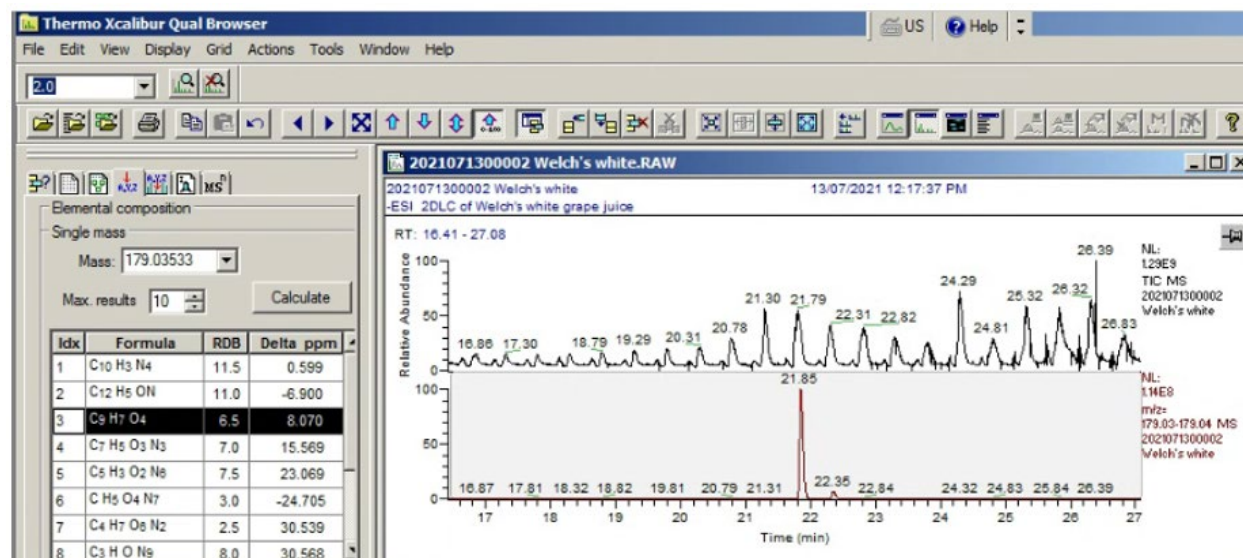 Thermo Xcalibur Qual Browser
US Help
File Edit View Display Grid Actions Tools Window Help
2.0
Elemental composition
Single mass
Mass: 179.03533
Max. results 10 Calculate
Idx Formula RDB Delta ppm
1 C10 H3 N4 11.5 0.599
2 C12 H5 ON 11.0 -6.900
3 C9 H7 O4 6.5 8.070
4 C7 H5 O3 N3 7.0 15.569
5 C5 H3 O2 N6 7.5 23.069
6 C H5 O4 N7 3.0 -24.705
7 C4 H7 O6 N2 2.5 30.539
8 C3 H O N9 8.0 30.568
2021071300002 Welch's white.RAW
2021071300002 Welch's white 13/07/2021 12:17:37 PM
-ESI 2DLC of Welch's white grape juice
RT: 16.41 - 27.08
Relative Abundance
100
50
0
16.86 17.30 18.79 19.29 20.31 20.78 21.30 21.79 22.31 22.82 24.29 24.81 25.32 26.32 26.39 26.83
NL:
1.29E9
TIC MS
2021071300002
Welch's white
100
50
0
16.87 17.81 18.32 18.82 19.81 20.79 21.31 21.85 22.35 22.84 24.32 24.83 25.84 26.39
NL:
1.14E8
m/z=
179.03-179.04 MS
2021071300002
Welch's white
17 18 19 20 21 22 23 24 25 26 27
Time (min)